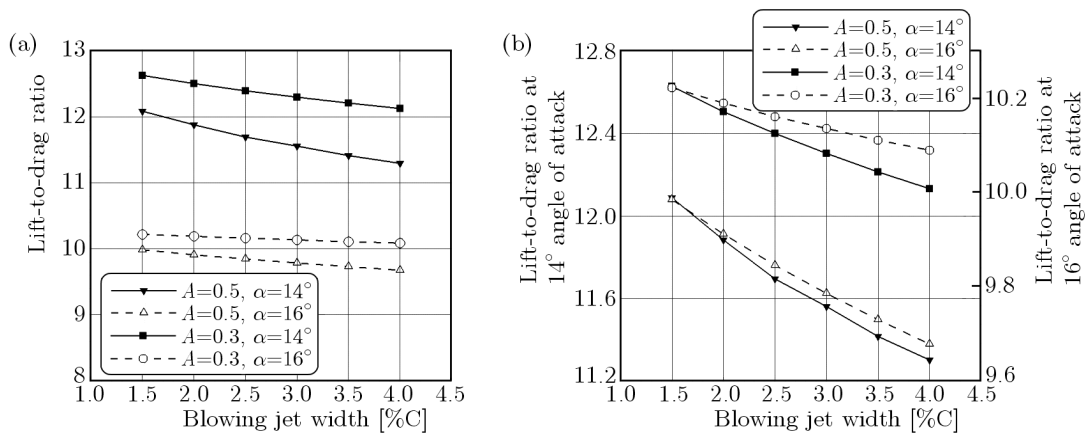 (a)
13
12
11
10
9
8
Lift-to-drag ratio
A=0.5, α=14°
A=0.5, α=16°
A=0.3, α=14°
A=0.3, α=16°
1.0 1.5 2.0 2.5 3.0 3.5 4.0 4.5
Blowing jet width [%C]
(b)
A=0.5, α=14°
A=0.5, α=16°
A=0.3, α=14°
A=0.3, α=16°
12.8
12.4
12.0
11.6
11.2
Lift-to-drag ratio at
14° angle of attack
10.2
10.0
9.8
9.6
Lift-to-drag ratio at
16° angle of attack
1.0 1.5 2.0 2.5 3.0 3.5 4.0 4.5
Blowing jet width [%C]